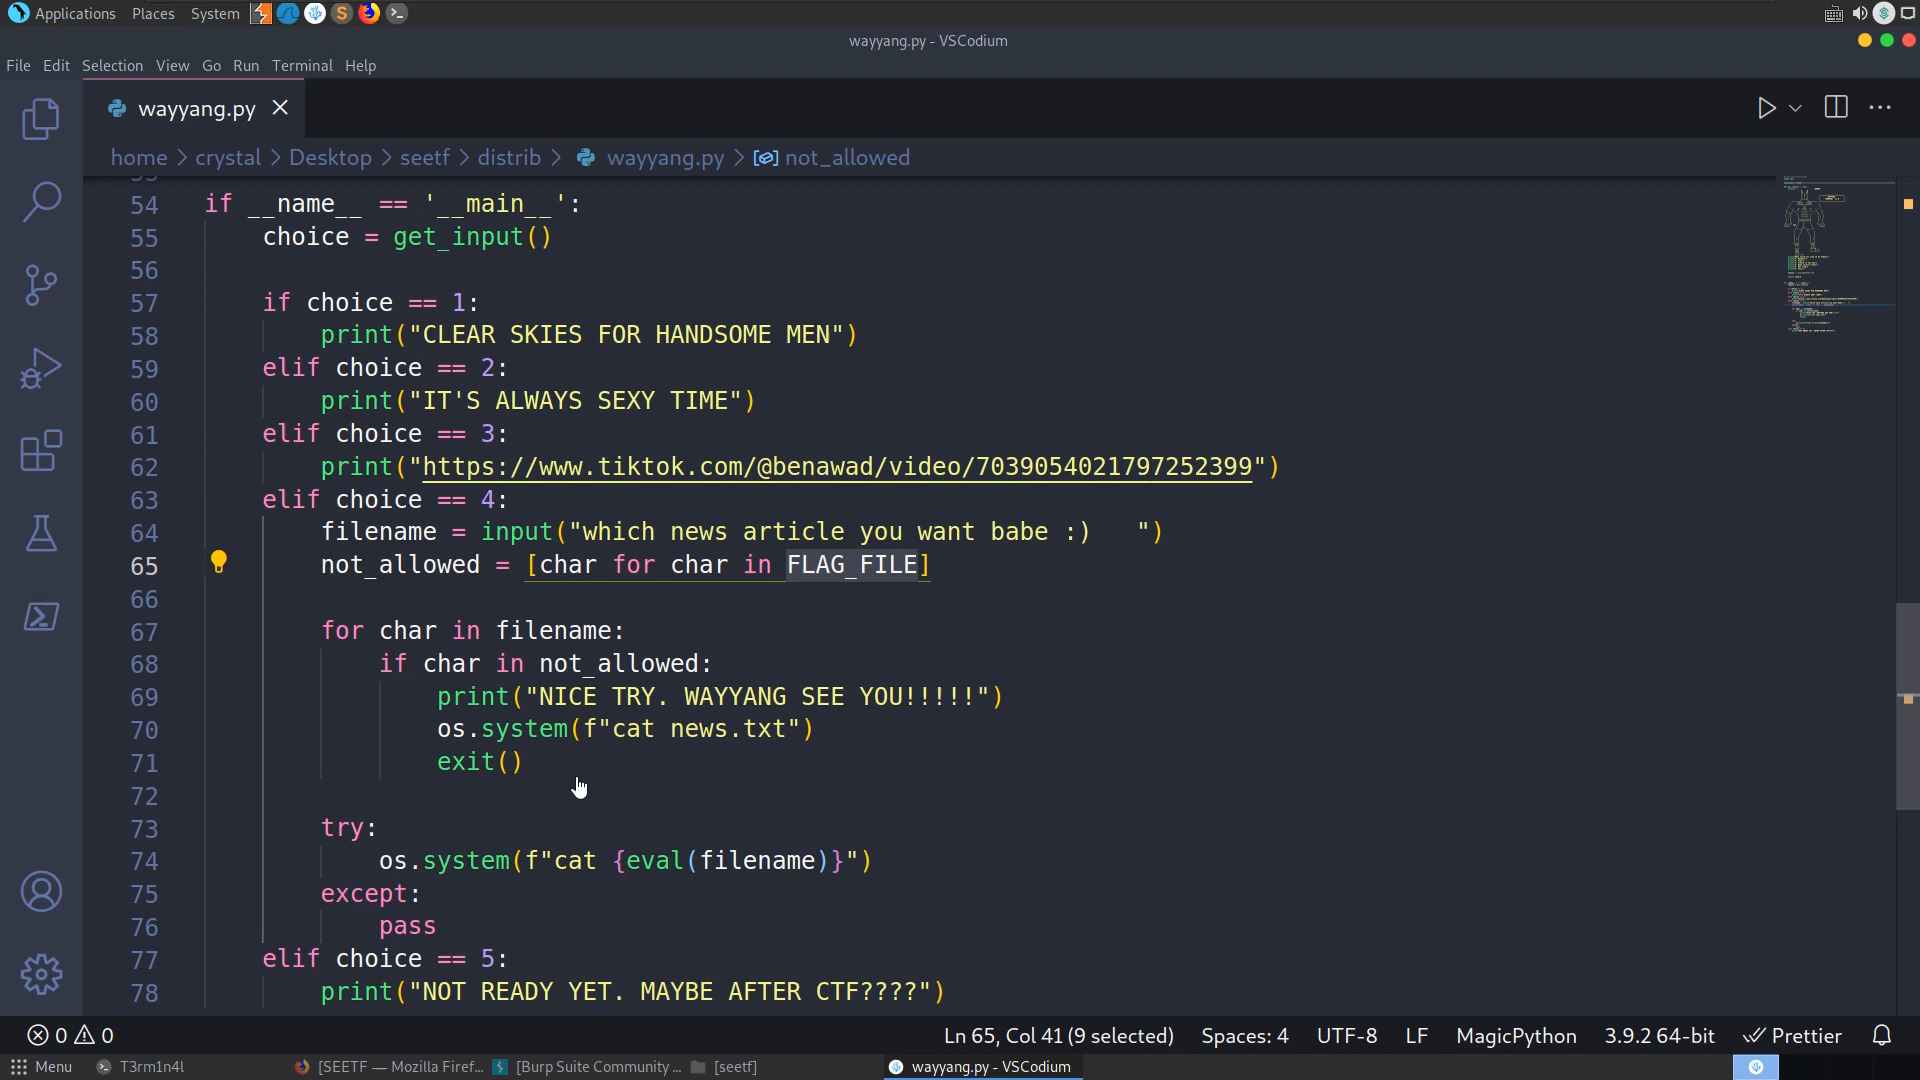 Applications Places System
wayyang.py - VSCodium
File Edit Selection View Go Run Terminal Help
wayyang.py
home > crystal > Desktop > seetf > distrib > wayyang.py > not_allowed
54 if __name__ == '__main__':
55 choice = get_input()
56
57 if choice == 1:
58 print("CLEAR SKIES FOR HANDSOME MEN")
59 elif choice == 2:
60 print("IT'S ALWAYS SEXY TIME")
61 elif choice == 3:
62 print("https://www.tiktok.com/@benawad/video/7039054021797252399")
63 elif choice == 4:
64 filename = input("which news article you want babe :)   ")
65 not_allowed = [char for char in FLAG_FILE]
66
67 for char in filename:
68 if char in not_allowed:
69 print("NICE TRY. WAYYANG SEE YOU!!!!!")
70 os.system(f"cat news.txt")
71 exit()
72
73 try:
74 os.system(f"cat {eval(filename)}")
75 except:
76 pass
77 elif choice == 5:
78 print("NOT READY YET. MAYBE AFTER CTF????")
0 0 Ln 65, Col 41 (9 selected) Spaces: 4 UTF-8 LF MagicPython 3.9.2 64-bit Prettier
Menu T3rm1n4l [SEETF — Mozilla Firef... [Burp Suite Community ... [seetf] wayyang.py - VSCodium